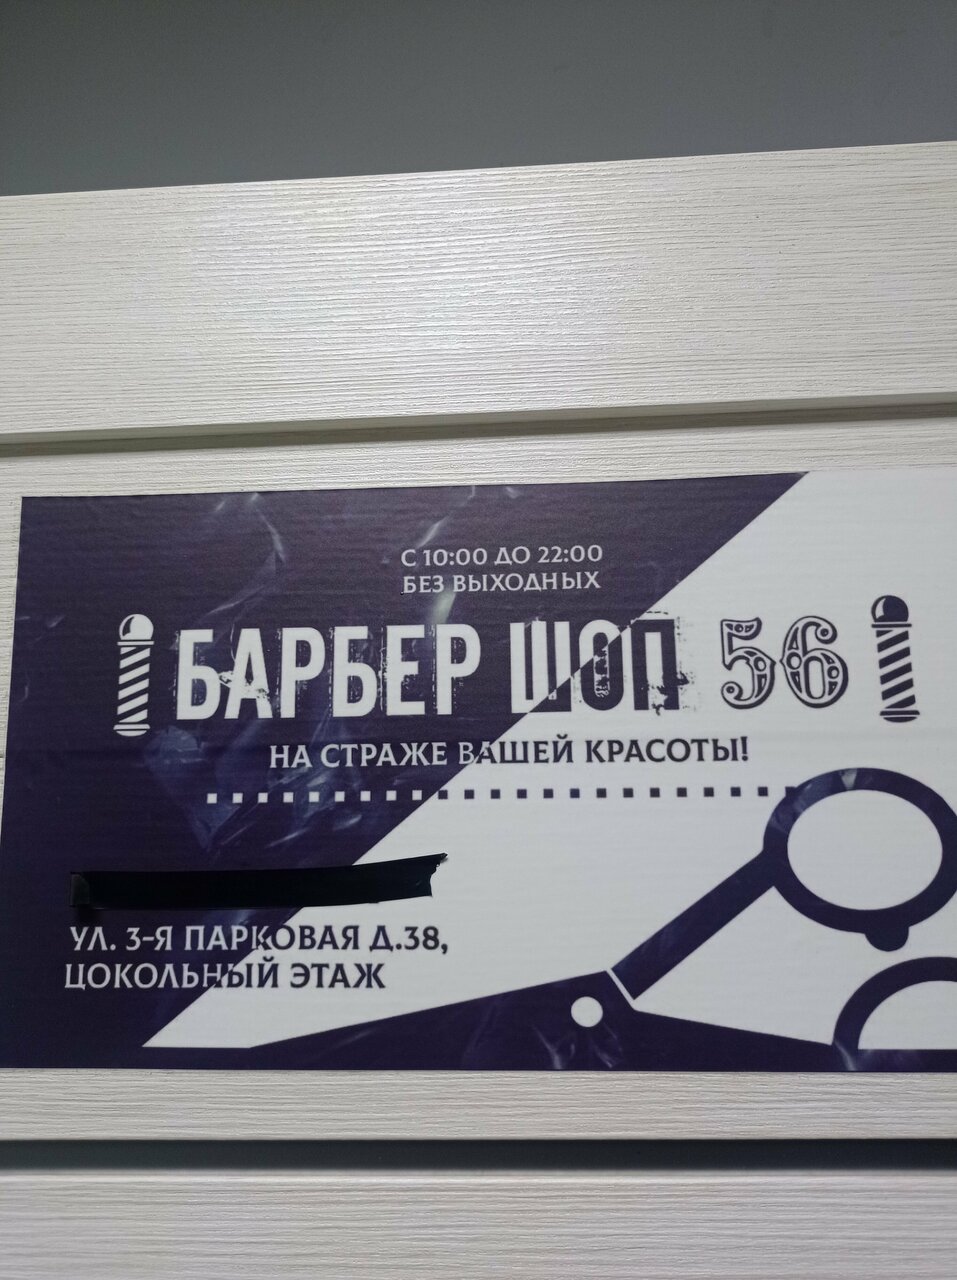 С 10:00 ДО 22:00
БЕЗ ВЫХОДНЫХ
БАРБЕР ШОП 56
НА СТРАЖЕ ВАШЕЙ КРАСОТЫ!
УЛ. 3-Я ПАРКОВАЯ Д.38,
ЦОКОЛЬНЫЙ ЭТАЖ